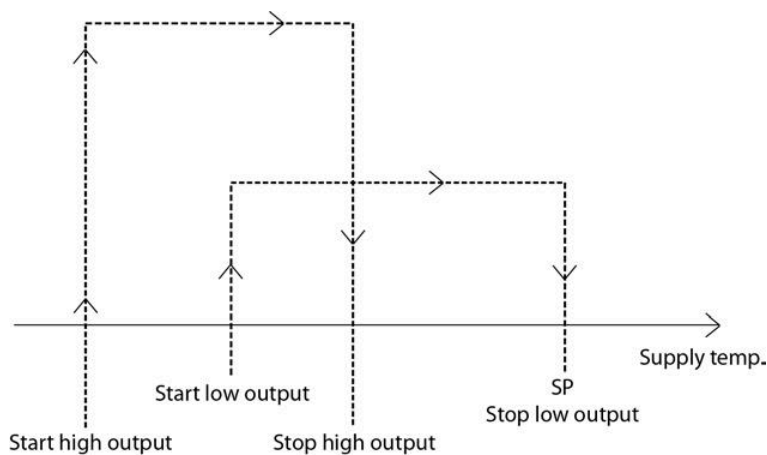 Supply temp.
Start low output
SP
Stop low output
Start high output
Stop high output